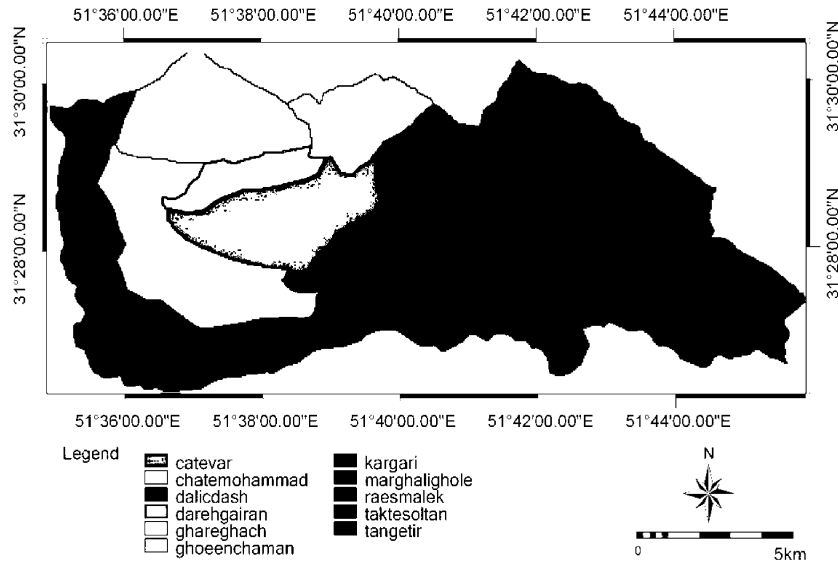 51°36'00.00"E 51°38'00.00"E 51°40'00.00"E 51°42'00.00"E 51°44'00.00"E
31°30'00.00"N
31°28'00.00"N
31°30'00.00"N
31°28'00.00"N
51°36'00.00"E 51°38'00.00"E 51°40'00.00"E 51°42'00.00"E 51°44'00.00"E
Legend
catevar
chatemohammad
dalicdash
darehgairan
ghareghach
ghoeenchaman
kargari
marghalighole
raesmalek
taktesoltan
tangetir
N
0 5km